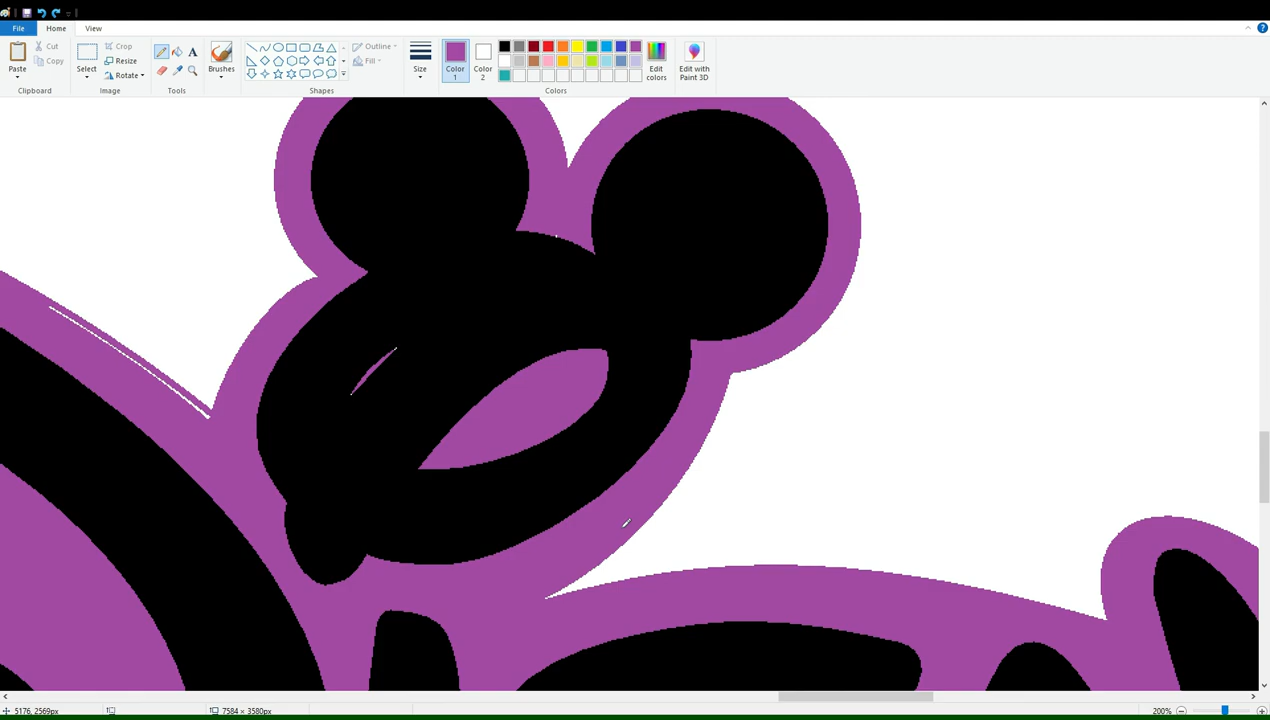 File Home View
Paste Cut Copy Clipboard
Select Crop Resize Rotate Image
Tools
Brushes
Shapes Outline Fill
Size
Color 1 Color 2 Edit colors Colors
Edit with Paint 3D
5176, 2569px 7584 × 3580px 200%